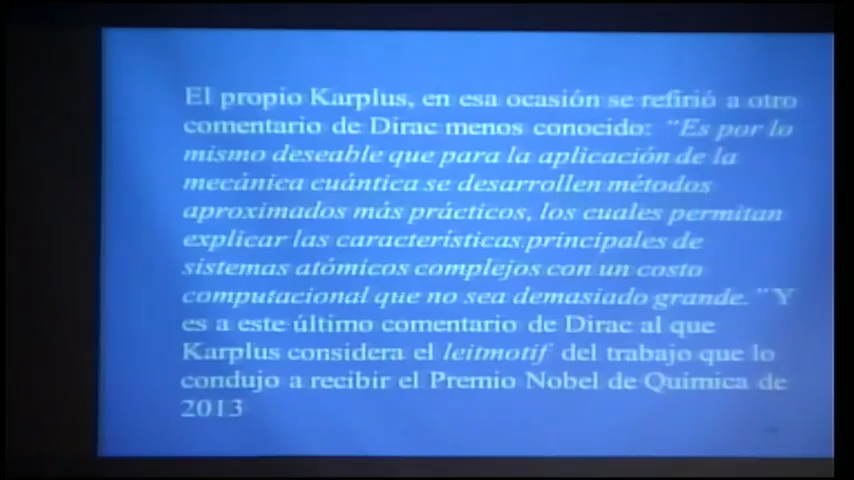 El propio Karplus, en esa ocasión se refirió a otro
comentario de Dirac menos conocido: "Es por lo
mismo deseable que para la aplicación de la
mecánica cuántica se desarrollen métodos
aproximados más prácticos, los cuales permitan
explicar las características principales de
sistemas atómicos complejos con un costo
computacional que no sea demasiado grande." Y
es a este último comentario de Dirac al que
Karplus considera el leitmotif del trabajo que lo
condujo a recibir el Premio Nobel de Química de
2013